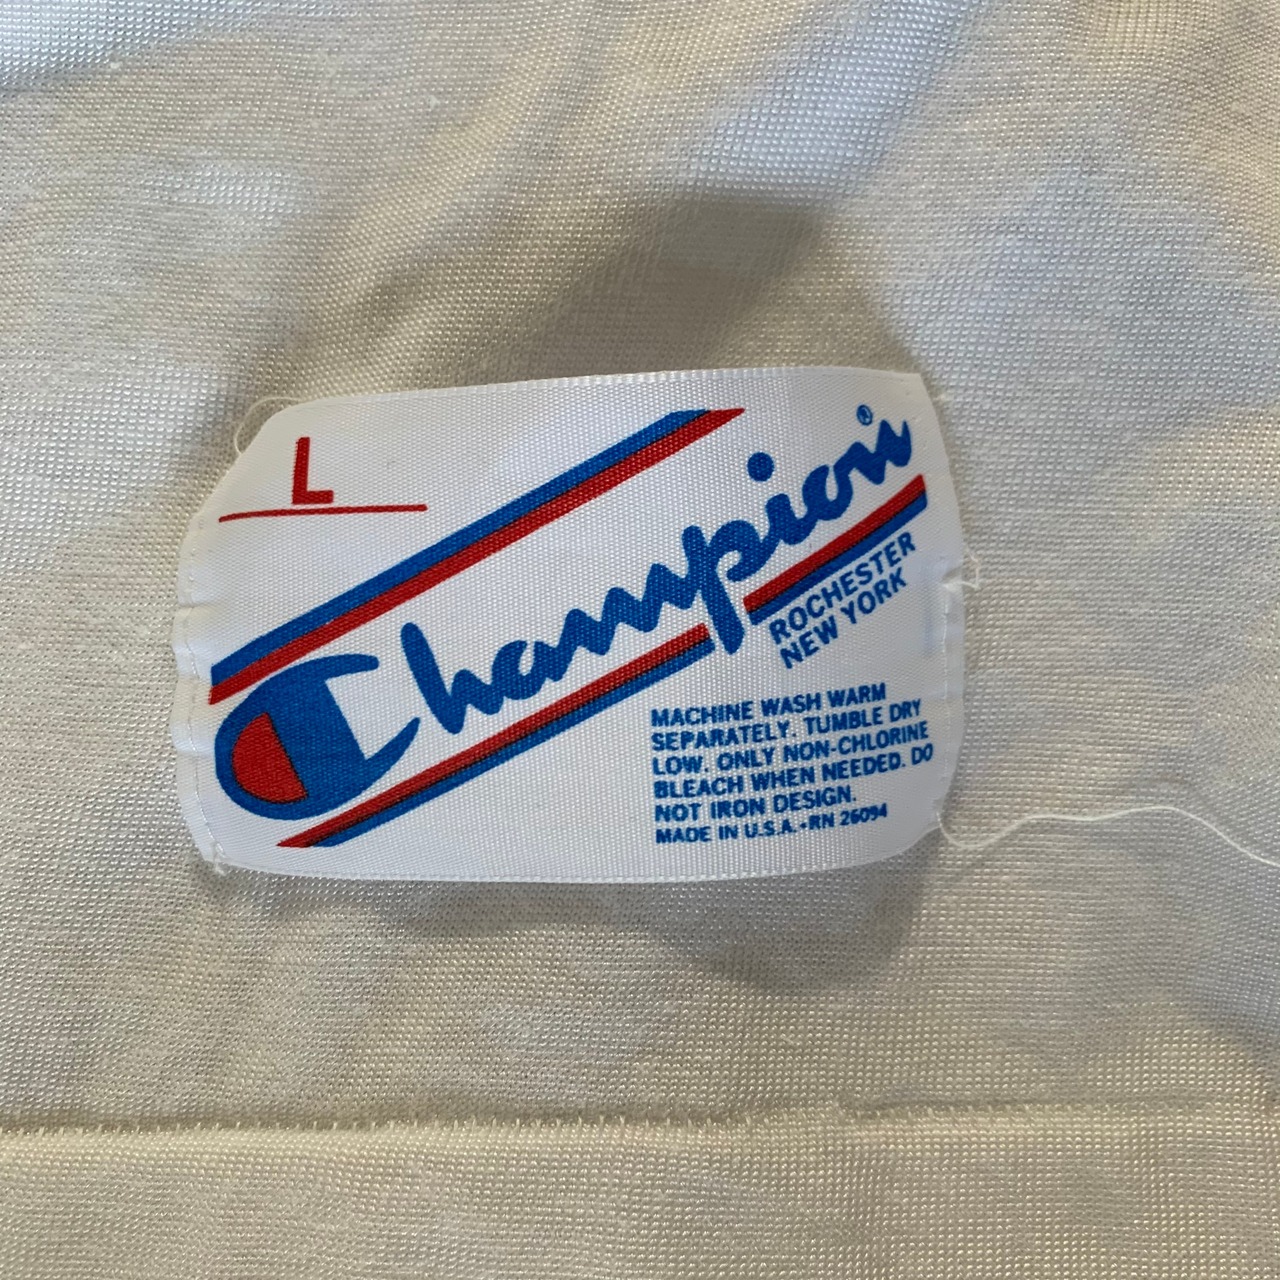 L
Champion®
ROCHESTER
NEW YORK
MACHINE WASH WARM
SEPARATELY. TUMBLE DRY
LOW. ONLY NON-CHLORINE
BLEACH WHEN NEEDED. DO
NOT IRON DESIGN.
MADE IN U.S.A. • RN 26094